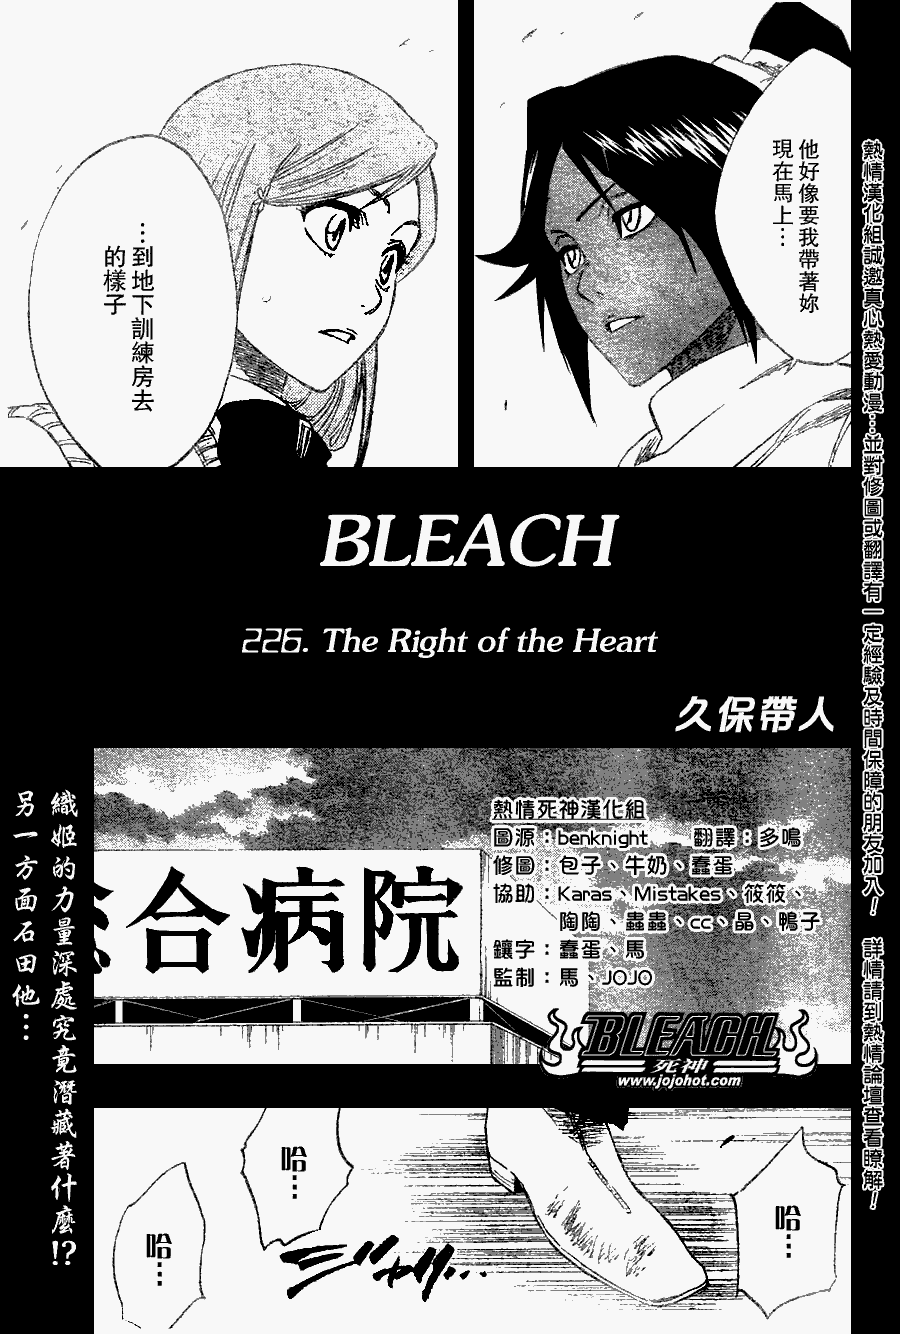 他好像要我帶著妳
現在馬上…
…到地下訓練房去
的樣子
BLEACH
226. The Right of the Heart
久保帶人
熱情漢化組誠邀真心熱愛動漫…並對修圖或翻譯有一定經驗及時間保障的朋友加入！ 詳情請到熱情論壇查看瞭解！
熱情死神漢化組
圖源：benknight 翻譯：多鳴
修圖：包子、牛奶、蠢蛋
協助：Karas、Mistakes、筱筱、
陶陶、蟲蟲、cc、晶、鴨子
鑲字：蠢蛋、馬
監制：馬、JOJO
合病院
BLEACH
死神
www.jojohot.com
織姬的力量深處究竟潛藏著什麼!?
另一方面石田他…
哈…
哈…
哈…
ジャリ…